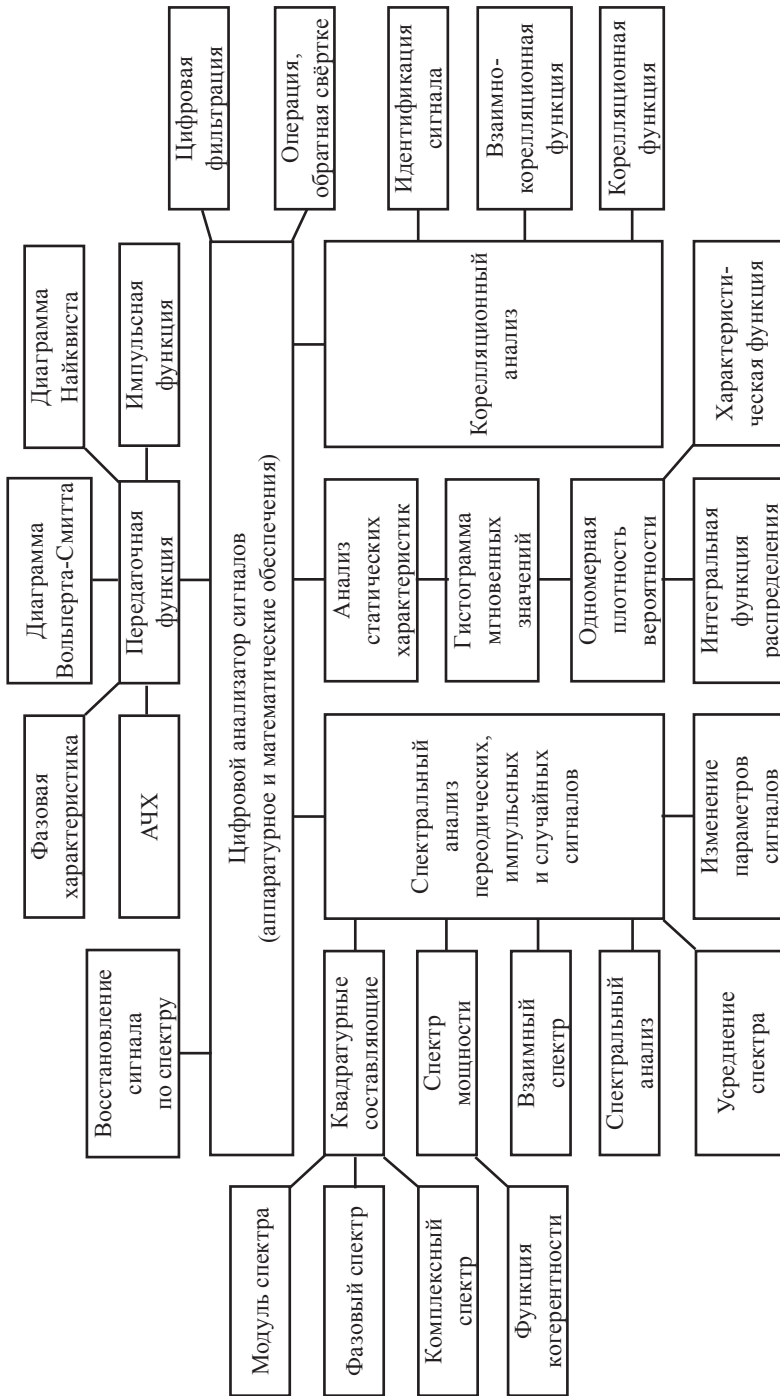 Диаграмма
Вольперта-Смитта
Диаграмма
Найквиста
Фазовая
характеристика
Передаточная
функция
Импульсная
функция
АЧХ
Восстановление
сигнала
по спектру
Цифровая
фильтрация
Операция,
обратная свёртке
Цифровой анализатор сигналов
(аппаратурное и математические обеспечения)
Модуль спектра
Фазовый спектр
Комплексный
спектр
Функция
когерентности
Квадратурные
составляющие
Спектр
мощности
Взаимный
спектр
Спектральный
анализ
Спектральный
анализ
переодических,
импульсных
и случайных
сигналов
Анализ
статических
характеристик
Гистограмма
мгновенных
значений
Одномерная
плотность
вероятности
Корелляционный
анализ
Идентификация
сигнала
Взаимно-
корелляционная
функция
Корелляционная
функция
Усреднение
спектра
Изменение
параметров
сигналов
Интегральная
функция
распределения
Характеристи-
ческая функция